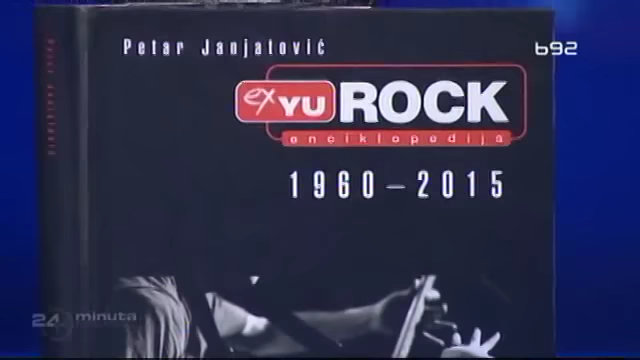 Petar Janjatović
b92
ex YU ROCK
enciklopedija
1960-2015
24 minuta